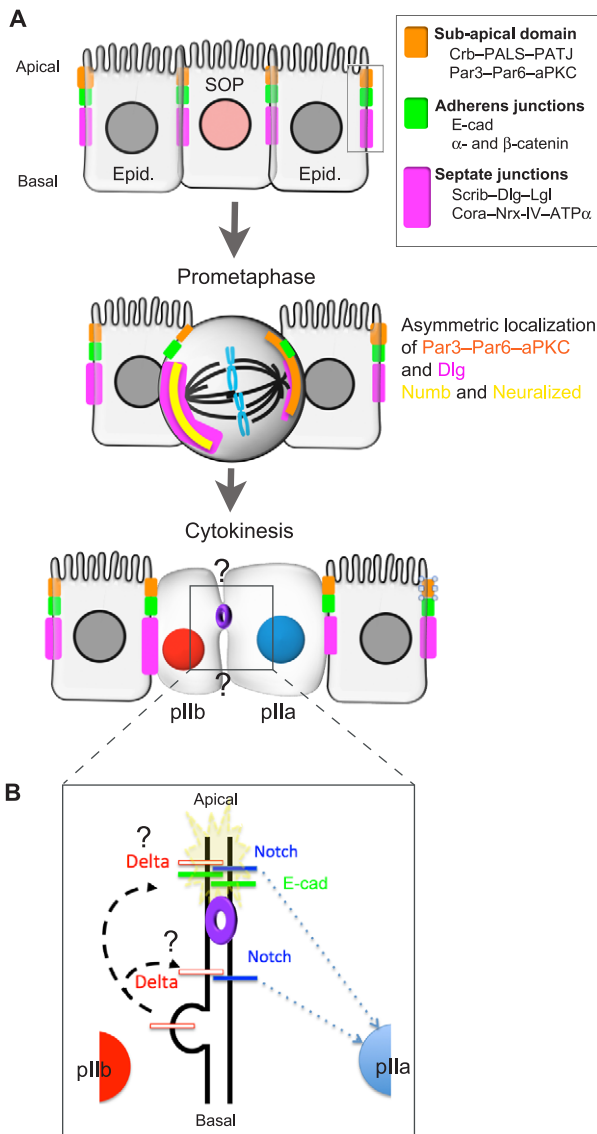 A
Apical
SOP
Epid.
Epid.
Basal
Sub-apical domain
Crb–PALS–PATJ
Par3–Par6–aPKC
Adherens junctions
E-cad
α- and β-catenin
Septate junctions
Scrib–Dlg–Lgl
Cora–Nrx-IV–ATPα
Prometaphase
Asymmetric localization
of Par3–Par6–aPKC
and Dlg
Numb and Neuralized
Cytokinesis
?
?
pIIb
pIIa
B
Apical
?
Delta
Notch
E-cad
?
Delta
Notch
pIIb
pIIa
Basal